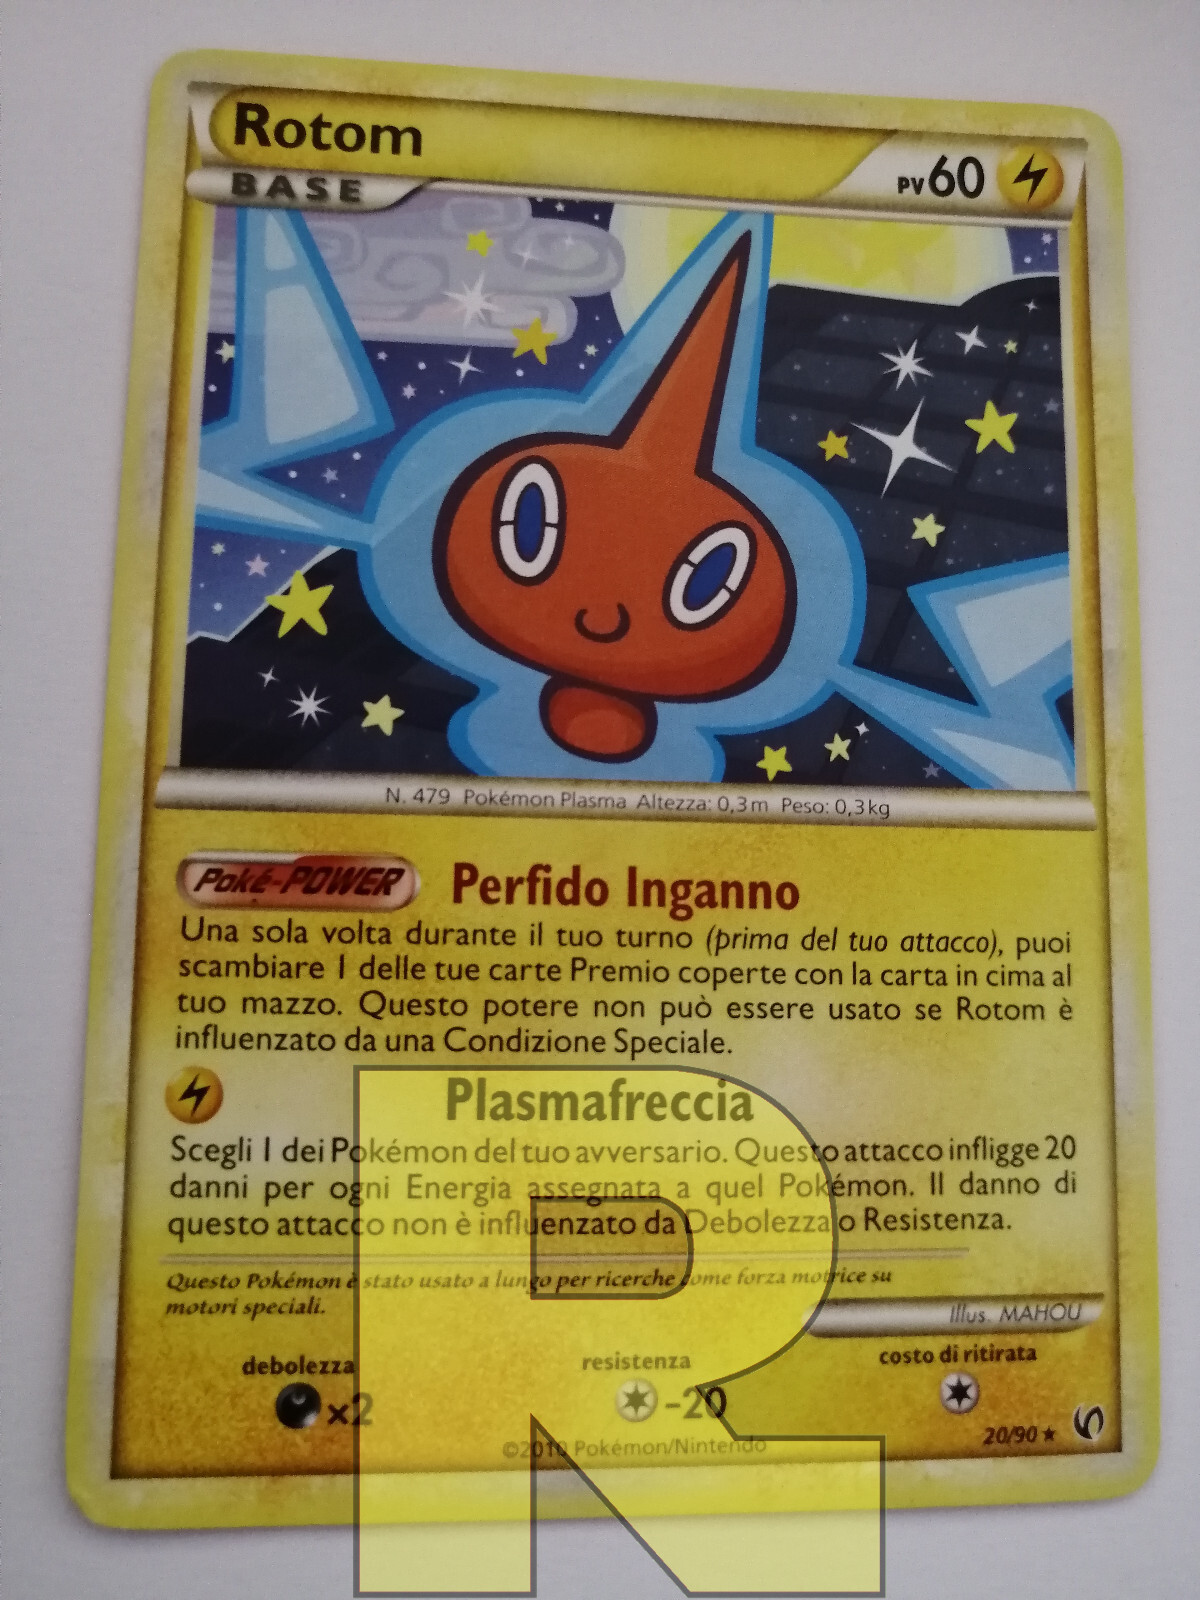 Rotom
BASE
PV 60
N. 479 Pokémon Plasma Altezza: 0,3m Peso: 0,3kg
Poké-POWER Perfido Inganno
Una sola volta durante il tuo turno (prima del tuo attacco), puoi
scambiare 1 delle tue carte Premio coperte con la carta in cima al
tuo mazzo. Questo potere non può essere usato se Rotom è
influenzato da una Condizione Speciale.
Plasmafreccia
Scegli 1 dei Pokémon del tuo avversario. Questo attacco infligge 20
danni per ogni Energia assegnata a quel Pokémon. Il danno di
questo attacco non è influenzato da Debolezza o Resistenza.
Questo Pokémon è stato usato a lungo per ricerche come forza motrice su
motori speciali.
Illus. MAHOU
debolezza resistenza costo di ritirata
×2 -20
20/90 ★
©2010 Pokémon/Nintendo
R